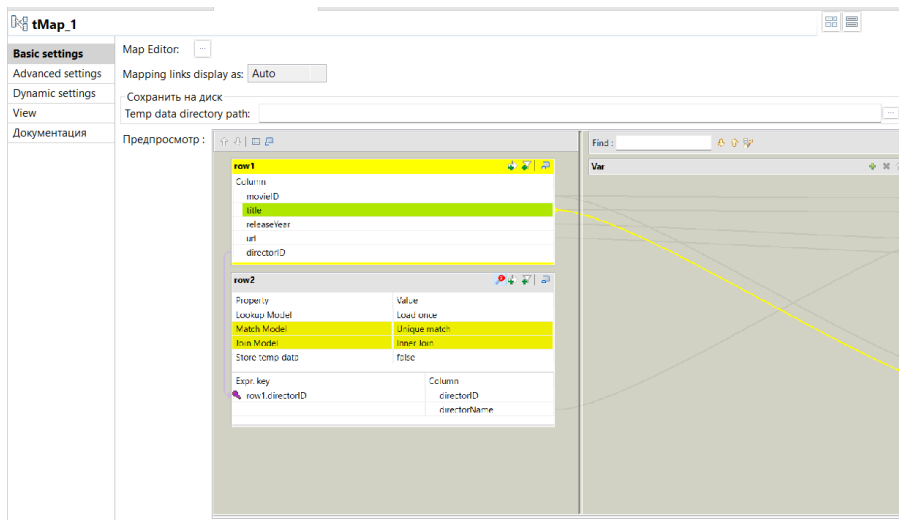 tMap_1
Basic settings
Advanced settings
Dynamic settings
View
Документация
Map Editor:
Mapping links display as: Auto
Сохранить на диск
Temp data directory path:
Предпросмотр :
row1
Column
movieID
title
releaseYear
url
directorID
row2
Property Value
Lookup Model Load once
Match Model Unique match
Join Model Inner Join
Store temp data false
Expr. key Column
row1.directorID directorID
directorName
Find :
Var